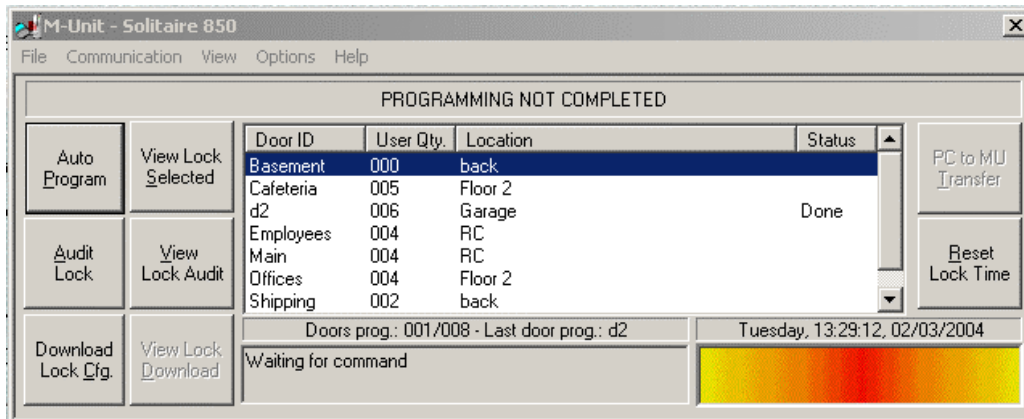 M-Unit - Solitaire 850
File Communication View Options Help
PROGRAMMING NOT COMPLETED
Auto
Program
View Lock
Selected
Audit
Lock
View
Lock Audit
Download
Lock Cfg.
View Lock
Download
Door ID User Qty. Location Status
Basement 000 back
Cafeteria 005 Floor 2
d2 006 Garage Done
Employees 004 RC
Main 004 RC
Offices 004 Floor 2
Shipping 002 back
PC to MU
Transfer
Reset
Lock Time
Doors prog.: 001/008 - Last door prog.: d2
Tuesday, 13:29:12, 02/03/2004
Waiting for command